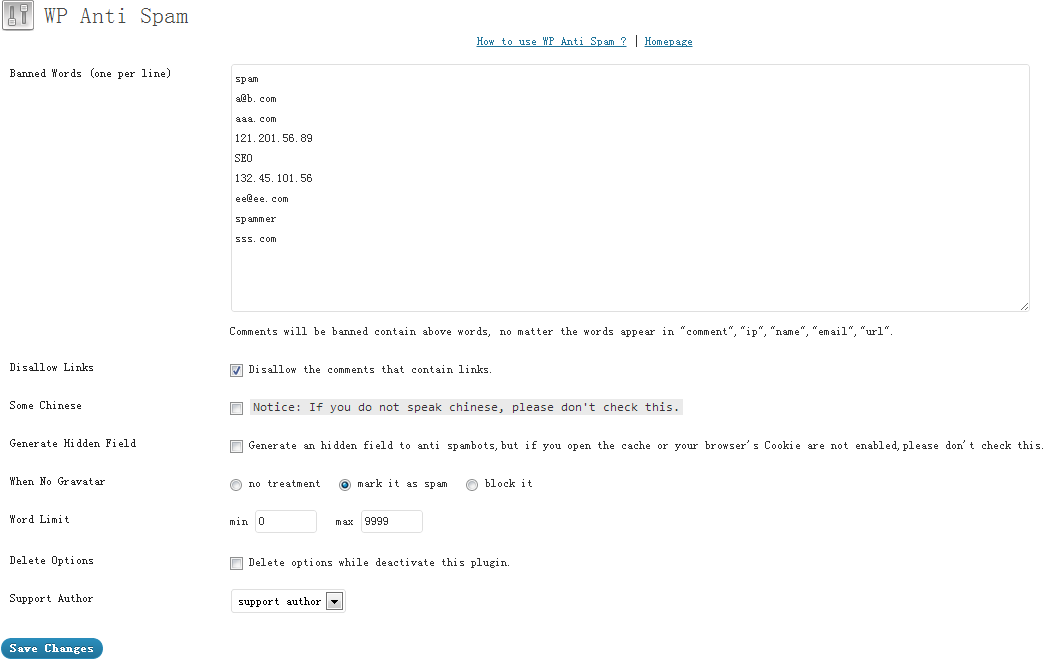 WP Anti Spam
How to use WP Anti Spam ? | Homepage
Banned Words (one per line)
spam
a@b.com
aaa.com
121.201.56.89
SEO
132.45.101.56
ee@ee.com
spammer
sss.com
Comments will be banned contain above words, no matter the words appear in "comment","ip","name","email","url".
Disallow Links
Disallow the comments that contain links.
Some Chinese
Notice: If you do not speak chinese, please don't check this.
Generate Hidden Field
Generate an hidden field to anti spambots,but if you open the cache or your browser's Cookie are not enabled,please don't check this.
When No Gravatar
no treatment mark it as spam block it
Word Limit
min 0 max 9999
Delete Options
Delete options while deactivate this plugin.
Support Author
support author
Save Changes